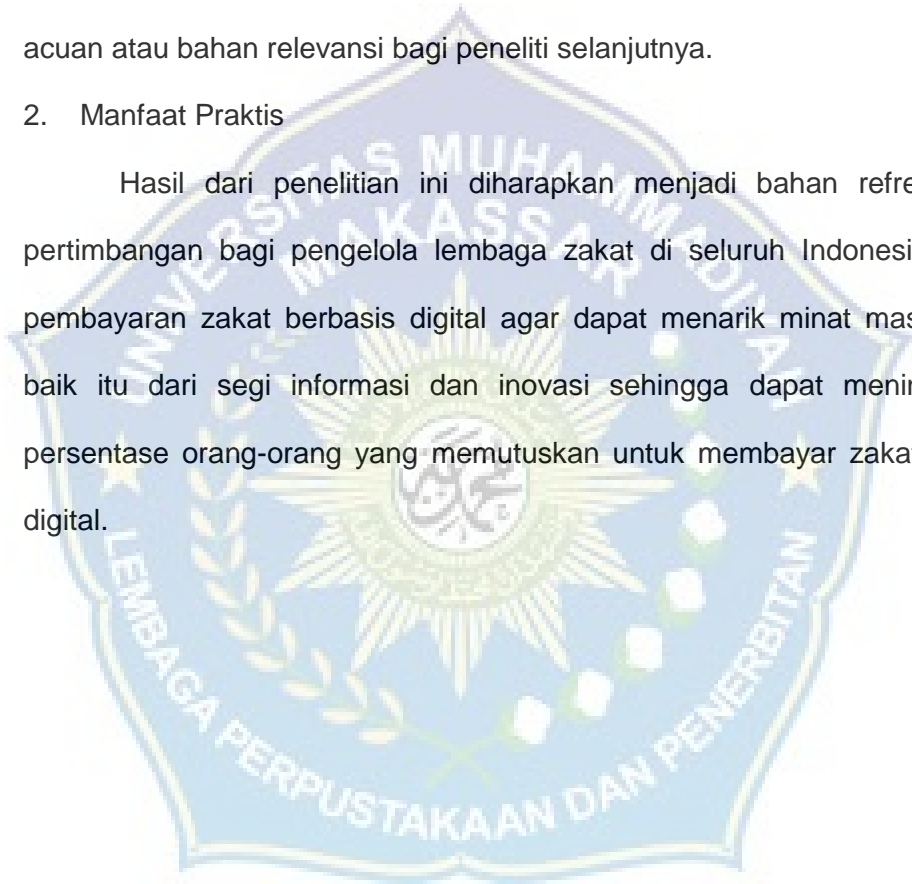 acuan atau bahan relevansi bagi peneliti selanjutnya.
2. Manfaat Praktis
Hasil dari penelitian ini diharapkan menjadi bahan refre
pertimbangan bagi pengelola lembaga zakat di seluruh Indonesi
pembayaran zakat berbasis digital agar dapat menarik minat mas
baik itu dari segi informasi dan inovasi sehingga dapat menin
persentase orang-orang yang memutuskan untuk membayar zaka
digital.
UNIVERSITAS MUHAMMADIYAH
MAKASSAR
LEMBAGA PERPUSTAKAAN DAN PENERBITAN